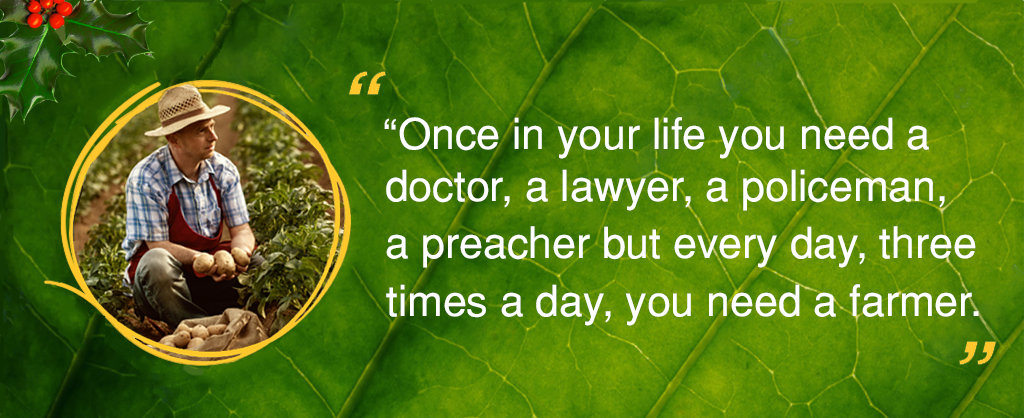 “Once in your life you need a
doctor, a lawyer, a policeman,
a preacher but every day, three
times a day, you need a farmer.
”